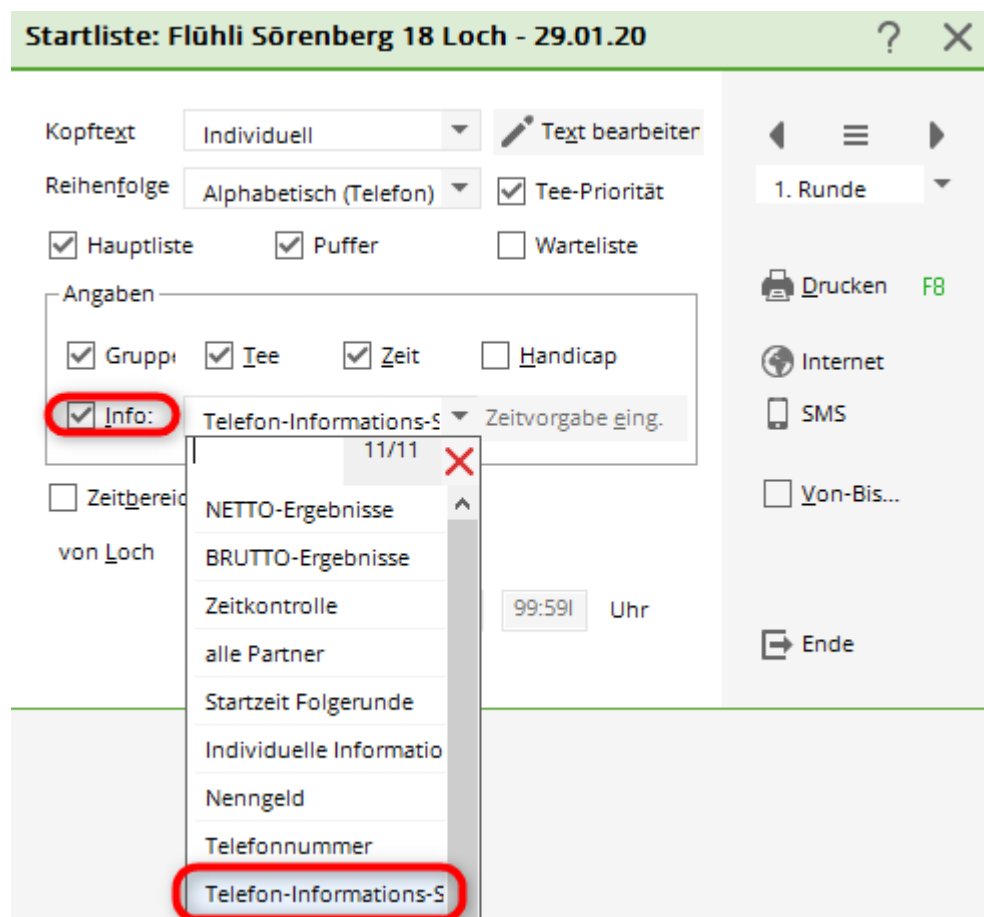 Startliste: Flühli Sörenberg 18 Loch - 29.01.20 ?
Kopftext Individuell Text bearbeiten
Reihenfolge Alphabetisch (Telefon) Tee-Priorität 1. Runde
Hauptliste Puffer Warteliste
Angaben Drucken F8
Gruppe Tee Zeit Handicap
Internet
Info: Telefon-Informations-S Zeitvorgabe eing. SMS
11/11
Zeitbereic Von-Bis...
NETTO-Ergebnisse
von Loch BRUTTO-Ergebnisse
Zeitkontrolle 99:59 Uhr
alle Partner Ende
Startzeit Folgerunde
Individuelle Informatio
Nenngeld
Telefonnummer
Telefon-Informations-S